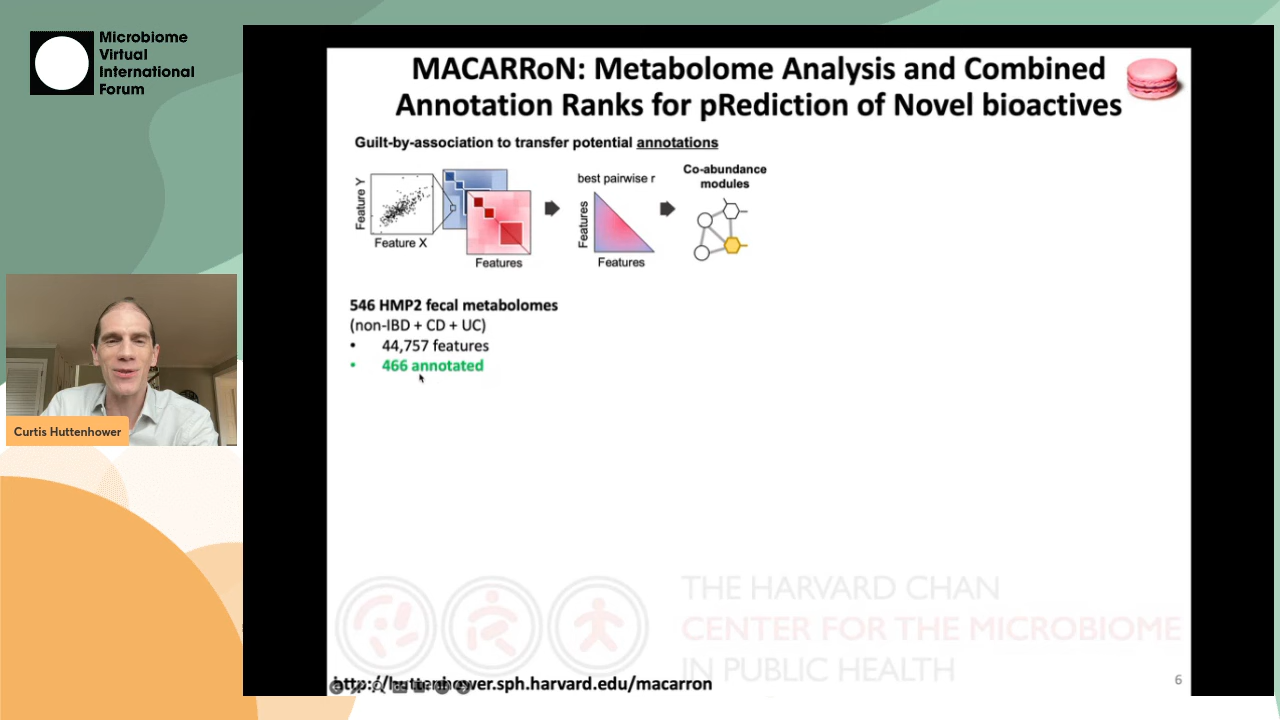 Microbiome
Virtual
International
Forum
MACARRoN: Metabolome Analysis and Combined
Annotation Ranks for pRediction of Novel bioactives
Guilt-by-association to transfer potential annotations
Feature Y
Feature X
Features
best pairwise r
Features
Features
Co-abundance
modules
546 HMP2 fecal metabolomes
(non-IBD + CD + UC)
• 44,757 features
• 466 annotated
Curtis Huttenhower
THE HARVARD CHAN
CENTER FOR THE MICROBIOME
IN PUBLIC HEALTH
http://huttenhower.sph.harvard.edu/macarron
6